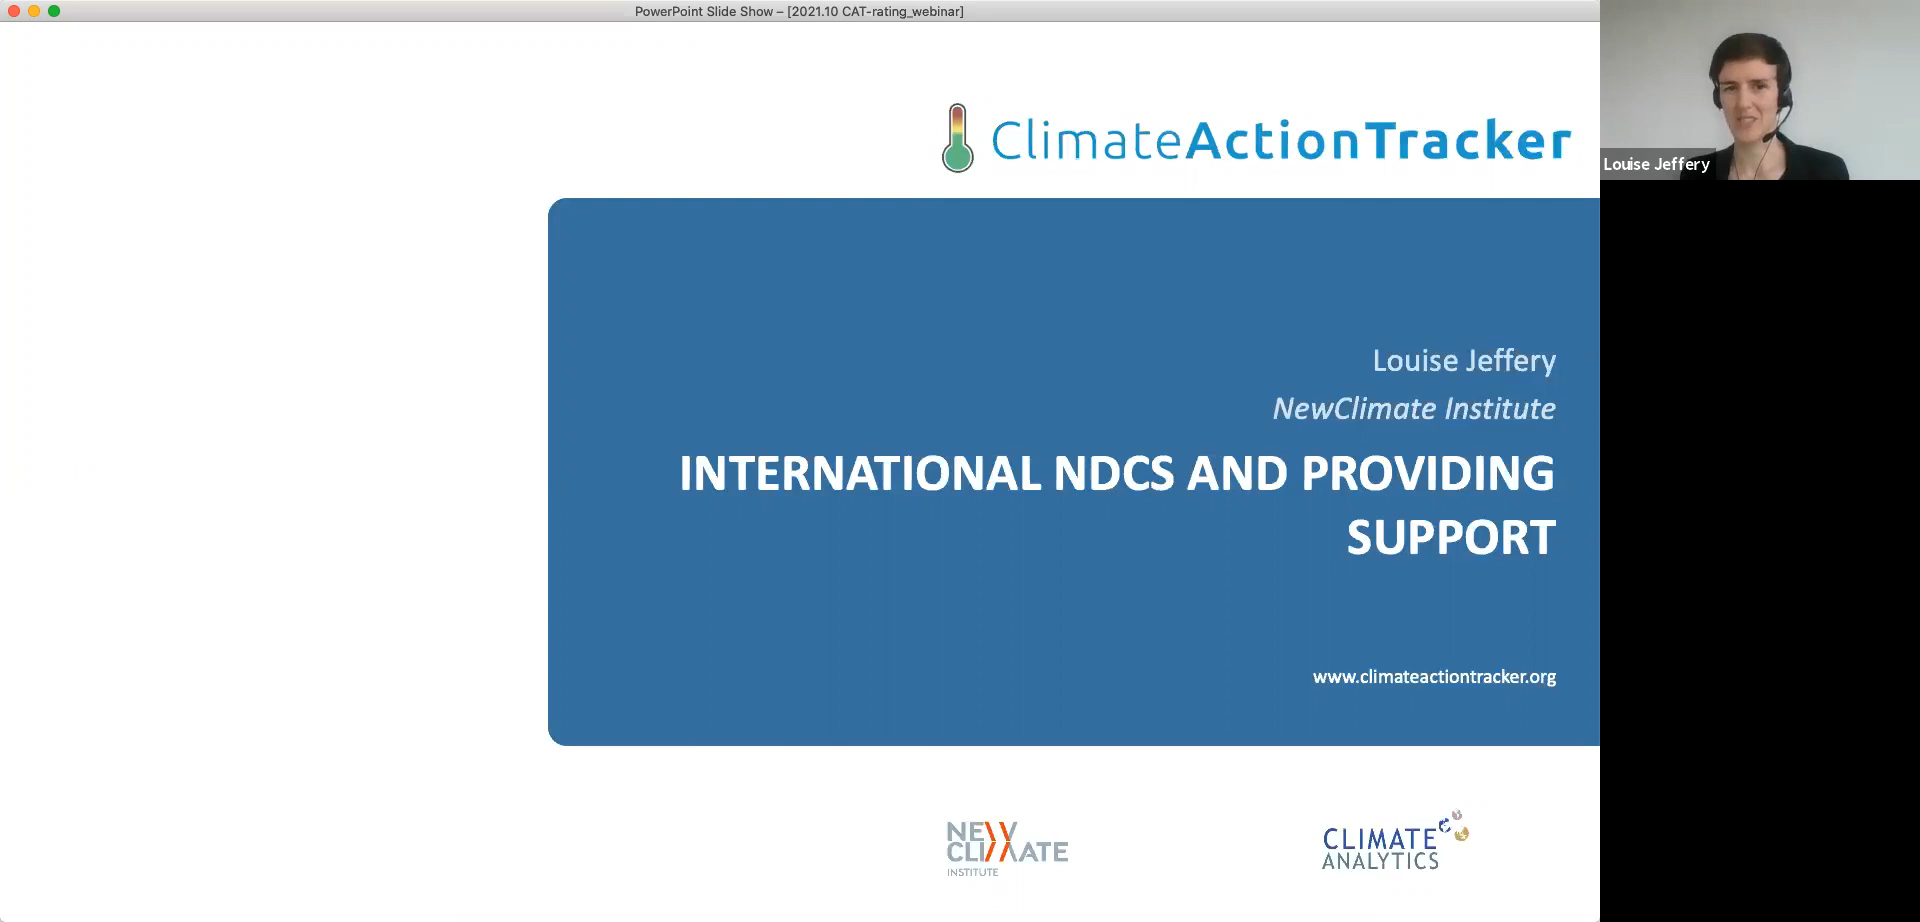 PowerPoint Slide Show – [2021.10 CAT-rating_webinar]
ClimateActionTracker
Louise Jeffery
Louise Jeffery
NewClimate Institute
INTERNATIONAL NDCS AND PROVIDING
SUPPORT
www.climateactiontracker.org
NEW
CLIMATE
INSTITUTE
CLIMATE
ANALYTICS